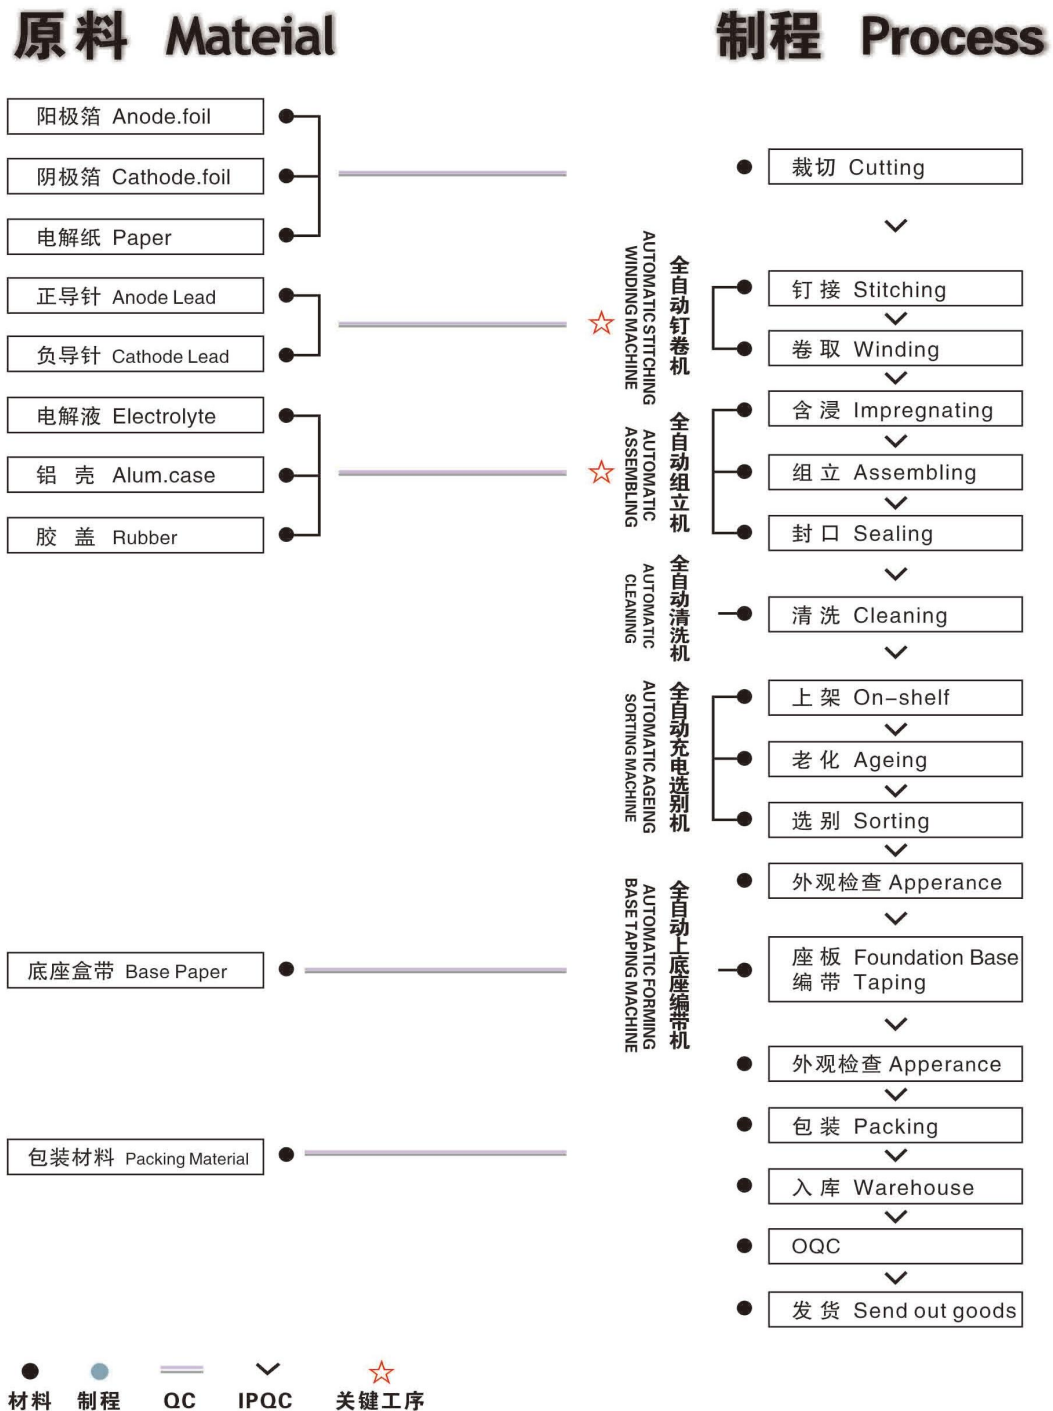 原料 Mateial
制程 Process
阳极箔 Anode.foil
阴极箔 Cathode.foil
电解纸 Paper
正导针 Anode Lead
负导针 Cathode Lead
电解液 Electrolyte
铝 壳 Alum.case
胶 盖 Rubber
底座盒带 Base Paper
包装材料 Packing Material
全自动钉卷机
AUTOMATIC STITCHING
WINDING MACHINE
全自动组立机
AUTOMATIC
ASSEMBLING
全自动清洗机
AUTOMATIC
CLEANING
全自动充电选别机
AUTOMATIC AGEING
SORTING MACHINE
全自动上底座编带机
AUTOMATIC FORMING
BASE TAPING MACHINE
裁切 Cutting
钉 接 Stitching
卷 取 Winding
含 浸 Impregnating
组 立 Assembling
封 口 Sealing
清 洗 Cleaning
上 架 On-shelf
老 化 Ageing
选 别 Sorting
外观检查 Apperance
座 板 Foundation Base
编 带 Taping
外观检查 Apperance
包 装 Packing
入 库 Warehouse
OQC
发 货 Send out goods
材料 制程 QC IPQC 关键工序